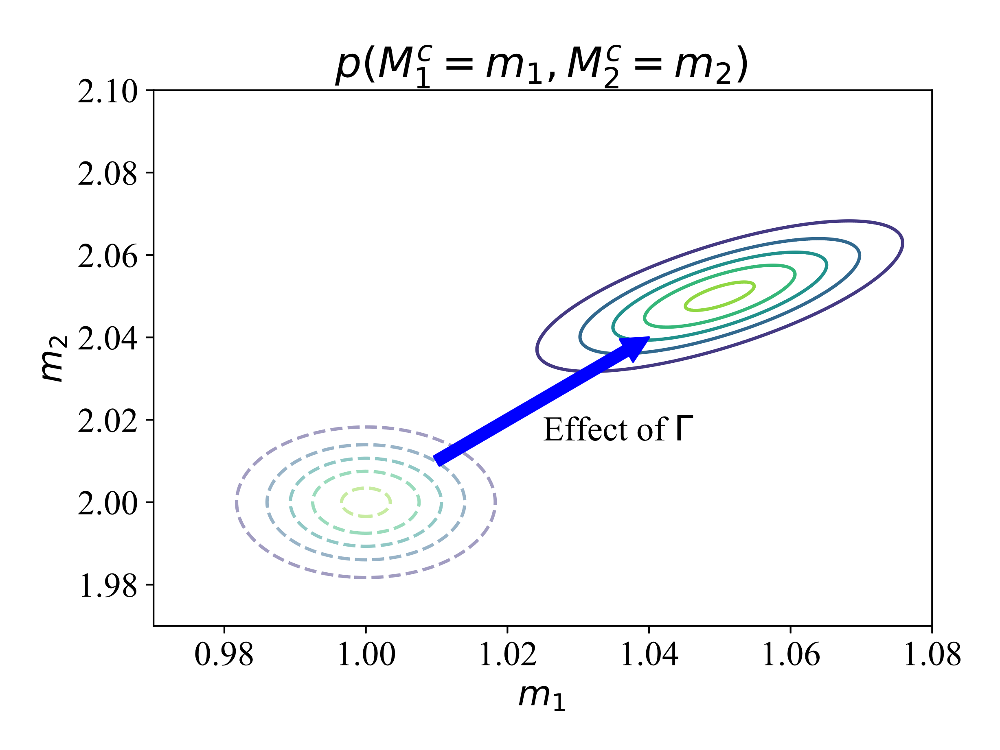 p(M₁ᶜ = m₁, M₂ᶜ = m₂)
2.10
2.08
2.06
2.04
2.02
2.00
1.98
m₂
Effect of Γ
0.98 1.00 1.02 1.04 1.06 1.08
m₁